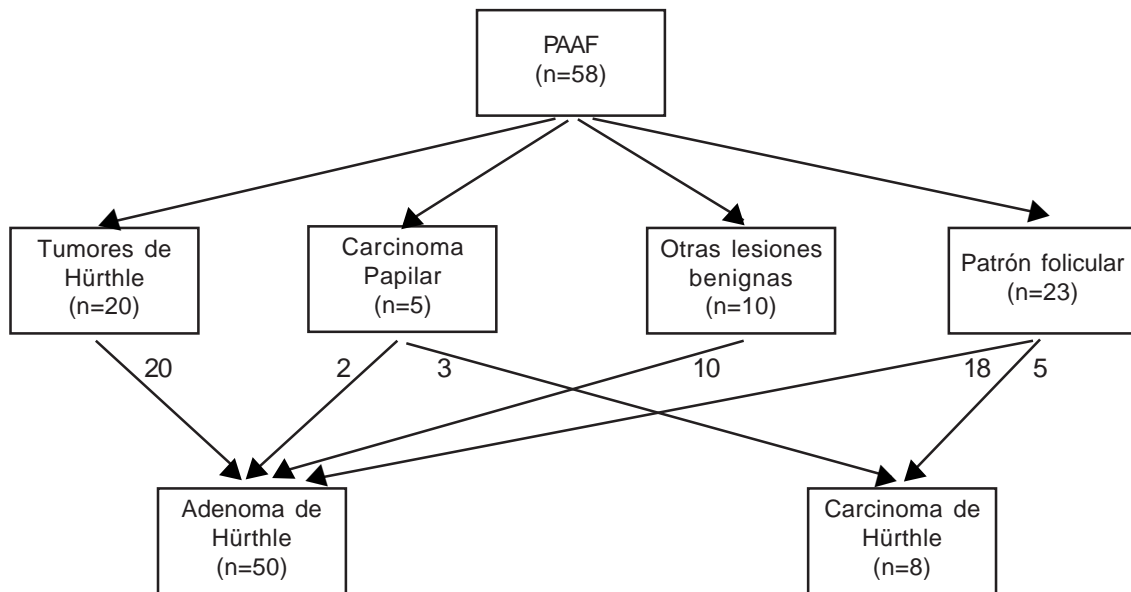 PAAF
(n=58)
Tumores de
Hürthle
(n=20)
Carcinoma
Papilar
(n=5)
Otras lesiones
benignas
(n=10)
Patrón folicular
(n=23)
20
2
3
10
18
5
Adenoma de
Hürthle
(n=50)
Carcinoma de
Hürthle
(n=8)